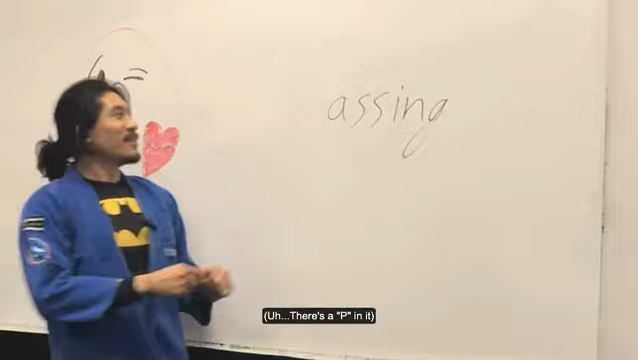 assing
(Uh...There's a "P" in it)